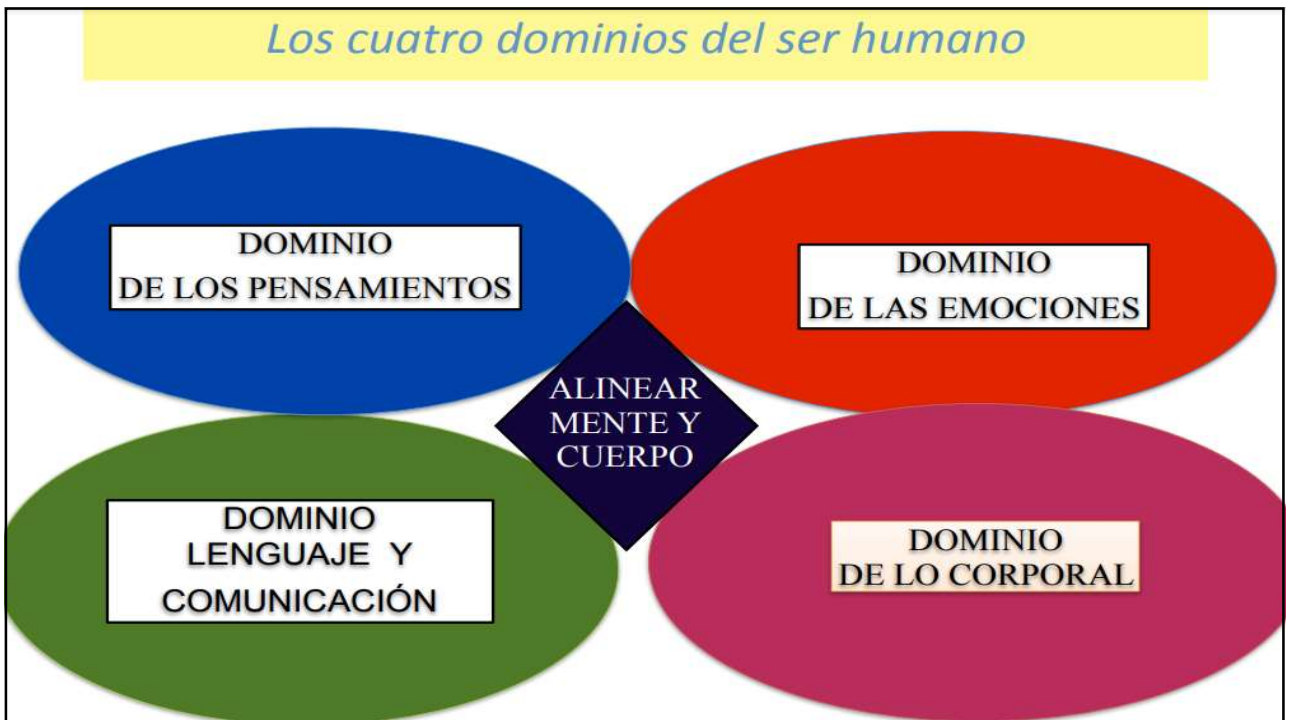 Los cuatro dominios del ser humano
DOMINIO
DE LOS PENSAMIENTOS
DOMINIO
DE LAS EMOCIONES
ALINEAR
MENTE Y
CUERPO
DOMINIO
LENGUAJE Y
COMUNICACIÓN
DOMINIO
DE LO CORPORAL